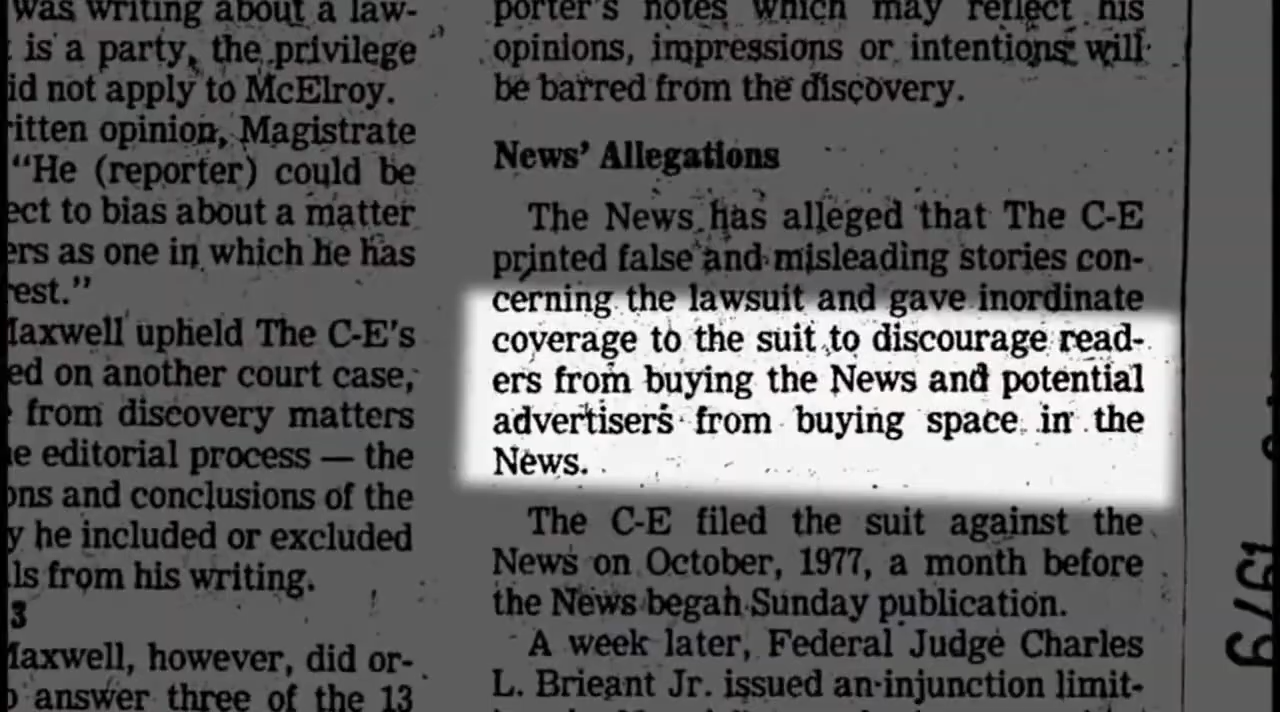 was writing about a law-
is a party, the privilege
id not apply to McElroy.
ritten opinion, Magistrate
"He (reporter) could be
ect to bias about a matter
ers as one in which he has
rest."
Maxwell upheld The C-E's
ed on another court case,
from discovery matters
e editorial process — the
ons and conclusions of the
y he included or excluded
ls from his writing.
3
Maxwell, however, did or-
answer three of the 13
porter's notes which may reflect his
opinions, impressions or intentions will
be barred from the discovery.
News' Allegations
The News has alleged that The C-E
printed false and misleading stories con-
cerning the lawsuit and gave inordinate
coverage to the suit to discourage read-
ers from buying the News and potential
advertisers from buying space in the
News.
The C-E filed the suit against the
News on October, 1977, a month before
the News began Sunday publication.
A week later, Federal Judge Charles
L. Brieant Jr. issued an injunction limit-
1979